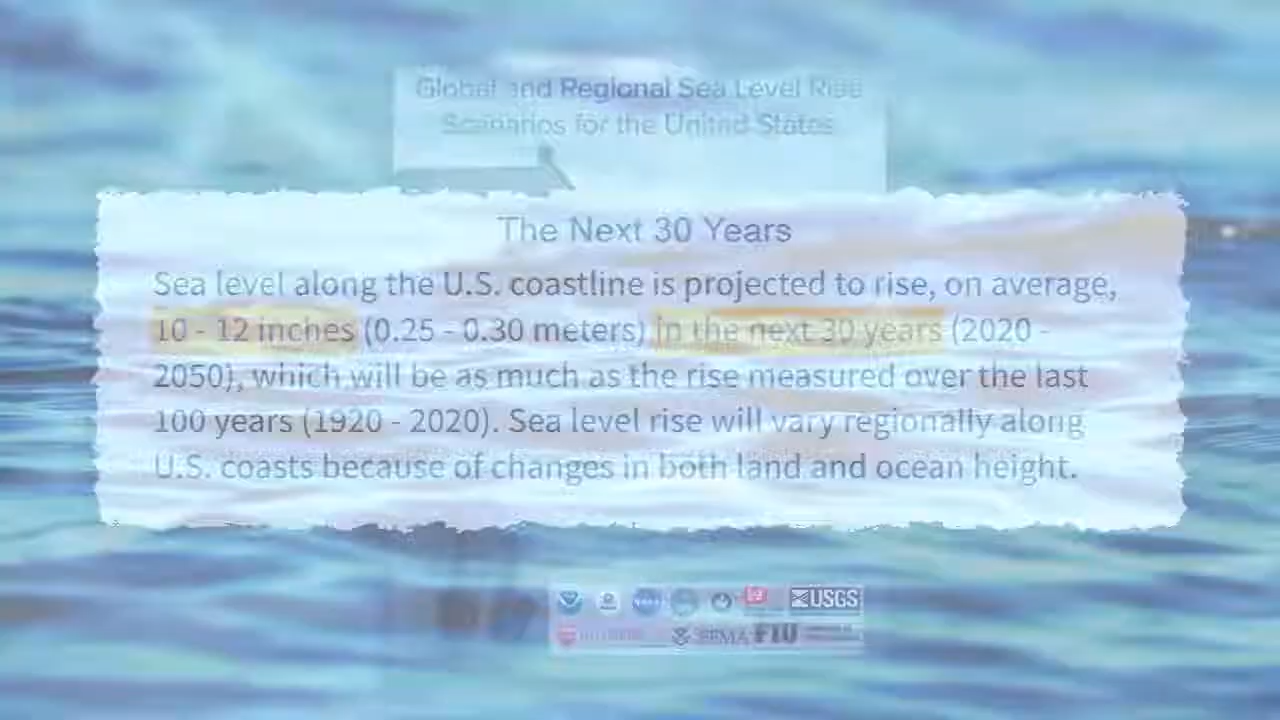 Global and Regional Sea Level Rise
Scenarios for the United States
The Next 30 Years
Sea level along the U.S. coastline is projected to rise, on average,
10 - 12 inches (0.25 - 0.30 meters) in the next 30 years (2020 -
2050), which will be as much as the rise measured over the last
100 years (1920 - 2020). Sea level rise will vary regionally along
U.S. coasts because of changes in both land and ocean height.
USGS
FEMA FIU